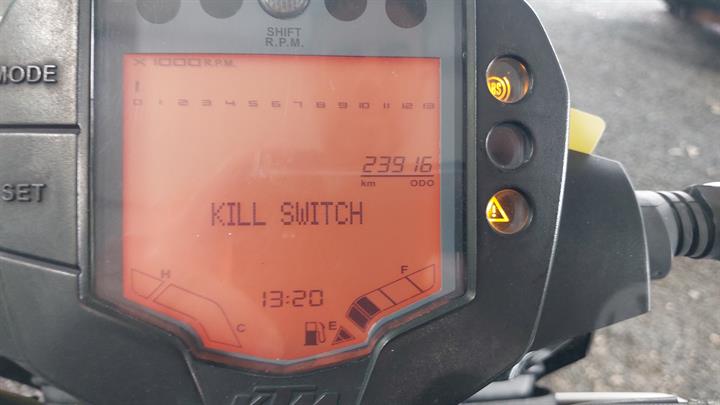 SHIFT
R.P.M.
MODE
X 1000 R.P.M.
0 1 2 3 4 5 6 7 8 9 10 11 12 13
23916
km ODO
SET
KILL SWITCH
H
F
13:20
E
C
KTM